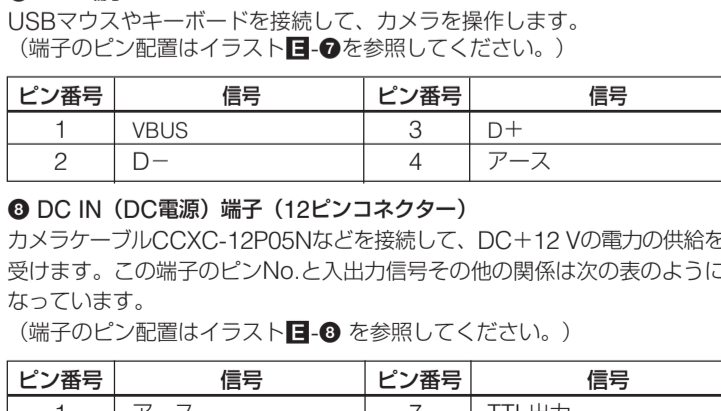 USBマウスやキーボードを接続して、カメラを操作します。
（端子のピン配置はイラストE-❼を参照してください。）
ピン番号 信号 ピン番号 信号
1 VBUS 3 D＋
2 D− 4 アース
❽ DC IN（DC電源）端子（12ピンコネクター）
カメラケーブルCCXC-12P05Nなどを接続して、DC＋12 Vの電力の供給を
受けます。この端子のピンNo.と入出力信号その他の関係は次の表のように
なっています。
（端子のピン配置はイラストE-❽ を参照してください。）
ピン番号 信号 ピン番号 信号
1 アース 7 TTL出力